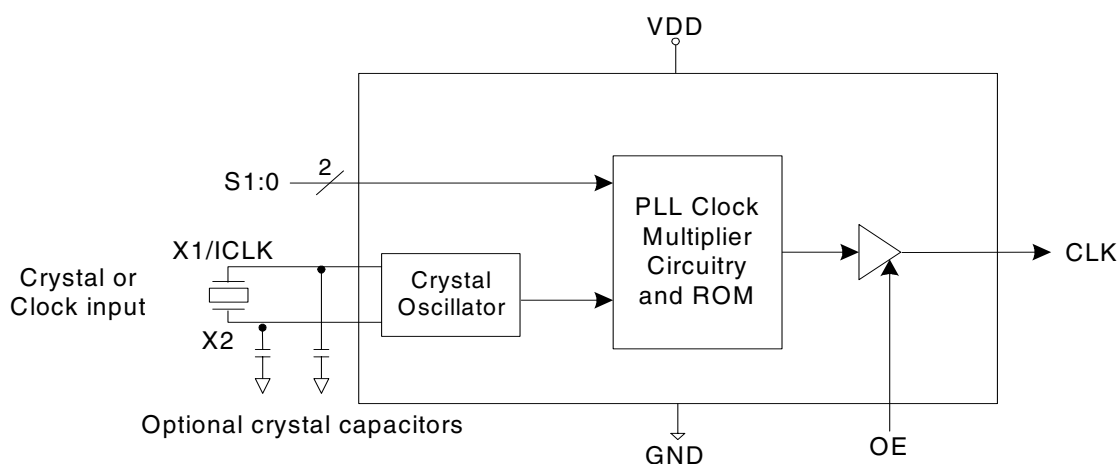 VDD
2
S1:0
PLL Clock
Multiplier
Circuitry
and ROM
X1/ICLK
CLK
Crystal or
Clock input
Crystal
Oscillator
X2
Optional crystal capacitors
GND
OE